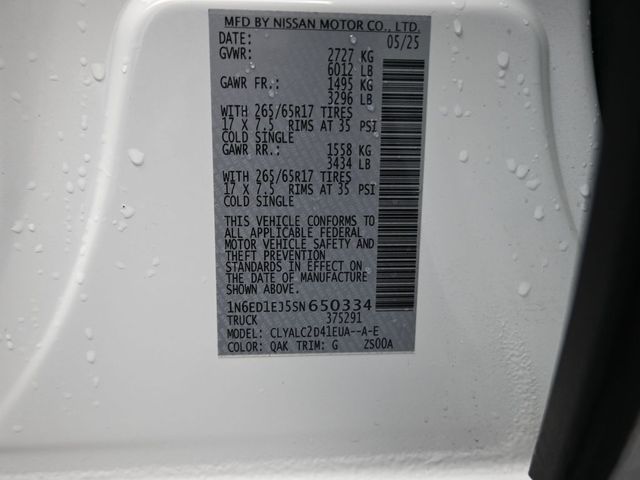 MFD BY NISSAN MOTOR CO., LTD.
DATE: 05/25
GVWR: 2727 KG
6012 LB
GAWR FR.: 1495 KG
3296 LB
WITH 265/65R17 TIRES
17 X 7.5 RIMS AT 35 PSI
COLD SINGLE
GAWR RR.: 1558 KG
3434 LB
WITH 265/65R17 TIRES
17 X 7.5 RIMS AT 35 PSI
COLD SINGLE
THIS VEHICLE CONFORMS TO
ALL APPLICABLE FEDERAL
MOTOR VEHICLE SAFETY AND
THEFT PREVENTION
STANDARDS IN EFFECT ON
THE DATE OF MANUFACTURE
SHOWN ABOVE.
1N6ED1EJ5SN650334
TRUCK 375291
MODEL: CLYALC2D41EUA--A-E
COLOR: QAK TRIM: G ZS00A